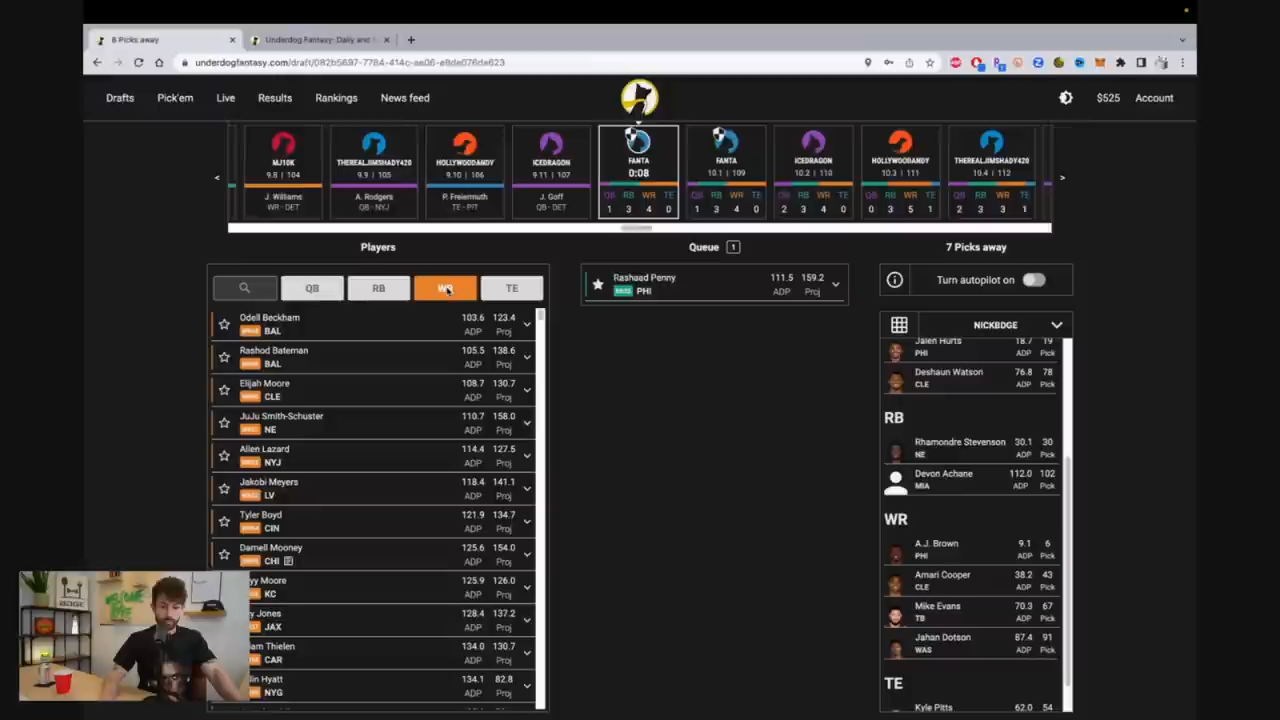 6 Picks away
Underdog Fantasy: Daily and
underdogfantasy.com/draft/082b5697-7784-414c-ae06-e8de076de623
Drafts Pick'em Live Results Rankings News feed
$525 Account
MJ10K
9.8 | 104
J. Williams
WR - DET
THEREALJIMSHADY420
9.9 | 105
A. Rodgers
QB - NYJ
HOLLYWOODANDY
9.10 | 106
P. Freiermuth
TE - PIT
ICEDRAGON
9.11 | 107
J. Goff
QB - DET
FANTA
0:08
QB RB WR TE
1 3 4 0
FANTA
10.1 | 109
QB RB WR TE
1 3 4 0
ICEDRAGON
10.2 | 110
QB RB WR TE
2 3 4 0
HOLLYWOODANDY
10.3 | 111
QB RB WR TE
0 3 5 1
THEREALJIMSHADY420
10.4 | 112
QB RB WR TE
2 3 3 1
Players
Queue 1
7 Picks away
QB RB WR TE
Odell Beckham 103.6 123.4
BAL ADP Proj
Rashod Bateman 105.5 138.6
BAL ADP Proj
Elijah Moore 108.7 130.7
CLE ADP Proj
JuJu Smith-Schuster 110.7 158.0
NE ADP Proj
Allen Lazard 114.4 127.5
NYJ ADP Proj
Jakobi Meyers 118.4 141.1
LV ADP Proj
Tyler Boyd 121.9 134.7
CIN ADP Proj
Darnell Mooney 125.6 154.0
CHI ADP Proj
Moore 125.9 126.0
KC ADP Proj
Jones 128.4 137.2
JAX ADP Proj
Thielen 134.0 130.7
CAR ADP Proj
Hyatt 134.1 82.8
NYG ADP Proj
Rashaad Penny 111.5 159.2
PHI ADP Proj
Turn autopilot on
NICKBDGE
Jalen Hurts 18.7 19
PHI ADP Pick
Deshaun Watson 76.8 78
CLE ADP Pick
RB
Rhamondre Stevenson 30.1 30
NE ADP Pick
Devon Achane 112.0 102
MIA ADP Pick
WR
A.J. Brown 9.1 6
PHI ADP Pick
Amari Cooper 38.2 43
CLE ADP Pick
Mike Evans 70.3 67
TB ADP Pick
Jahan Dotson 87.4 91
WAS ADP Pick
TE
Kyle Pitts 62.0 54
ADP Pick